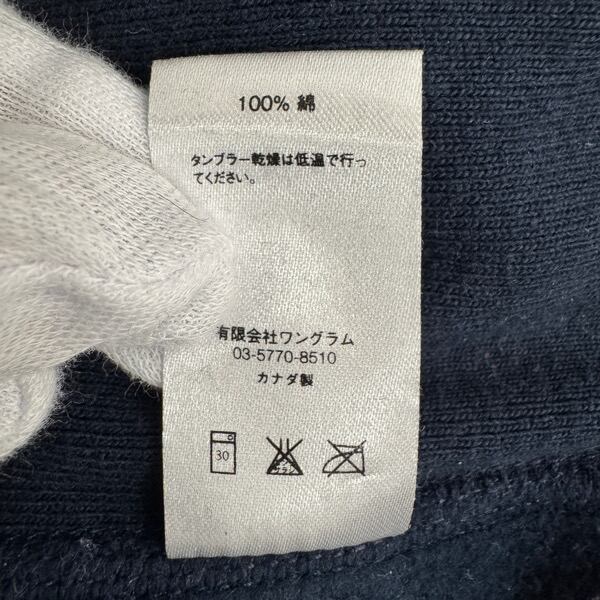 100% 綿
タンブラー乾燥は低温で行っ
てください。
有限会社ワングラム
03-5770-8510
カナダ製
30